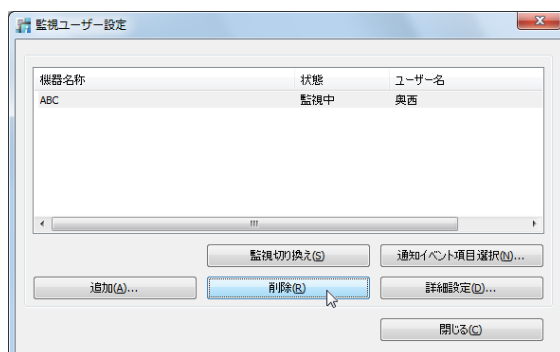 監視ユーザー設定
機器名称 状態 ユーザー名
ABC 監視中 奥西
監視切り換え(S) 通知イベント項目選択(N)...
追加(A)... 削除(R) 詳細設定(D)...
閉じる(C)